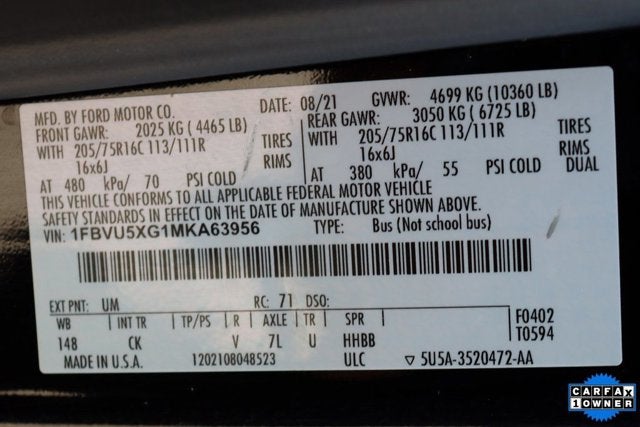 MFG. BY FORD MOTOR CO. DATE: 08/21 GVWR: 4699 KG (10360 LB)
FRONT GAWR: 2025 KG (4465 LB) REAR GAWR: 3050 KG (6725 LB)
WITH 205/75R16C 113/111R TIRES WITH 205/75R16C 113/111R TIRES
16x6J RIMS 16x6J RIMS
AT 480 kPa/ 70 PSI COLD AT 380 kPa/ 55 PSI COLD DUAL
THIS VEHICLE CONFORMS TO ALL APPLICABLE FEDERAL MOTOR VEHICLE
SAFETY STANDARDS IN EFFECT ON THE DATE OF MANUFACTURE SHOWN ABOVE.
VIN: 1FBVU5XG1MKA63956 TYPE: Bus (Not school bus)
EXT PNT: UM RC: 71 DSO:
WB INT TR TP/PS R AXLE TR SPR F0402
148 CK V 7L U HHBB T0594
MADE IN U.S.A. 1202108048523 ULC ▽ 5U5A-3520472-AA
CARFAX
1 OWNER